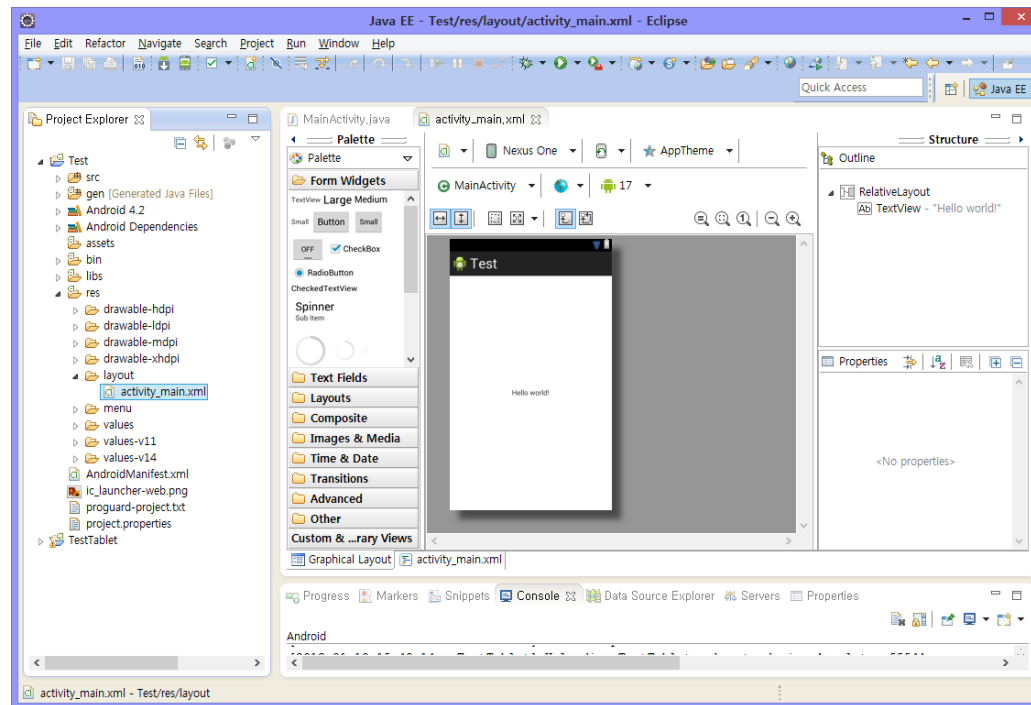 Java EE - Test/res/layout/activity_main.xml - Eclipse
File Edit Refactor Navigate Search Project Run Window Help
Quick Access
Java EE
Project Explorer
Test
src
gen [Generated Java Files]
Android 4.2
Android Dependencies
assets
bin
libs
res
drawable-hdpi
drawable-ldpi
drawable-mdpi
drawable-xhdpi
layout
activity_main.xml
menu
values
values-v11
values-v14
AndroidManifest.xml
ic_launcher-web.png
proguard-project.txt
project.properties
TestTablet
MainActivity.java
activity_main.xml
Palette
Palette
Form Widgets
TextView Large Medium
Small Button Small
OFF CheckBox
RadioButton
CheckedTextView
Spinner
Sub Item
Text Fields
Layouts
Composite
Images & Media
Time & Date
Transitions
Advanced
Other
Custom & ...rary Views
Nexus One
AppTheme
MainActivity
17
Test
Hello world!
Structure
Outline
RelativeLayout
Ab TextView - "Hello world!"
Properties
<No properties>
Graphical Layout
activity_main.xml
Progress Markers Snippets Console Data Source Explorer Servers Properties
Android
activity_main.xml - Test/res/layout